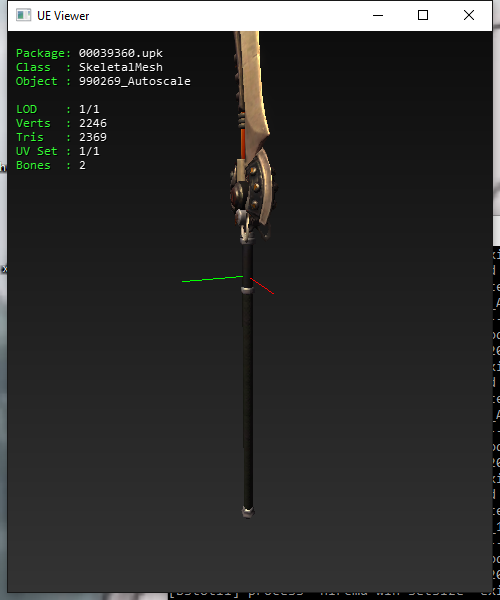 UE Viewer
Package: 00039360.upk
Class : SkeletalMesh
Object : 990269_Autoscale
LOD : 1/1
Verts : 2246
Tris : 2369
UV Set : 1/1
Bones : 2